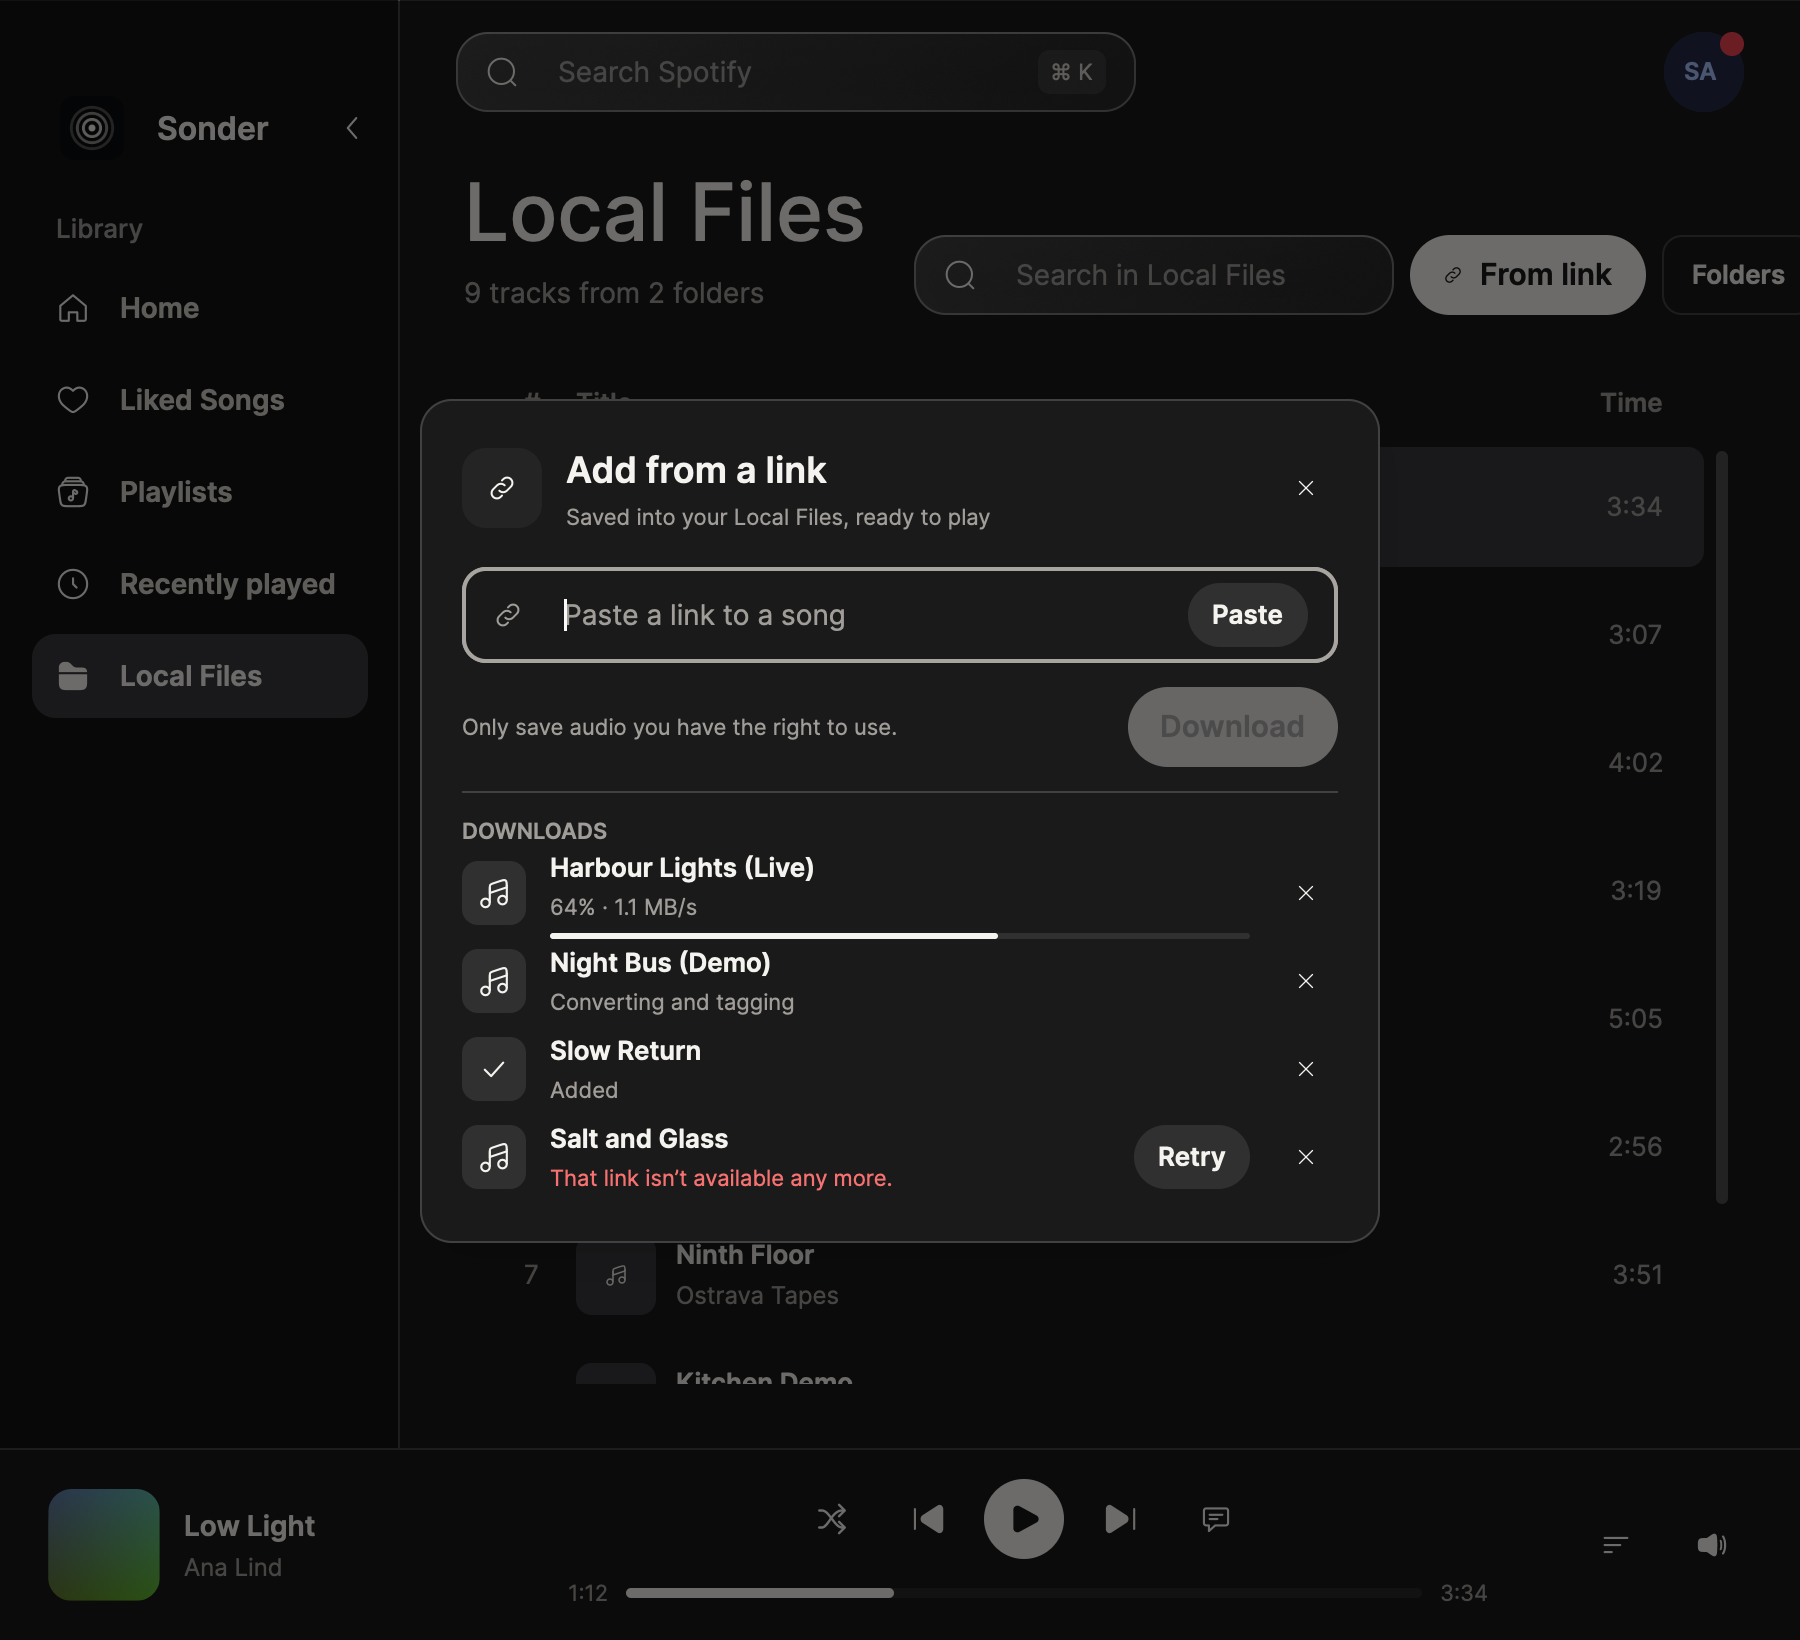 Sonder
Library
Home
Liked Songs
Playlists
Recently played
Local Files
Search Spotify
⌘ K
SA
Local Files
9 tracks from 2 folders
Search in Local Files
From link
Folders
# Title
Time
3:34
3:07
4:02
3:19
5:05
2:56
Add from a link
Saved into your Local Files, ready to play
Paste a link to a song
Paste
Only save audio you have the right to use.
Download
DOWNLOADS
Harbour Lights (Live)
64% · 1.1 MB/s
Night Bus (Demo)
Converting and tagging
Slow Return
Added
Salt and Glass
That link isn’t available any more.
Retry
7
Ninth Floor
Ostrava Tapes
3:51
Kitchen Demo
Low Light
Ana Lind
1:12
3:34